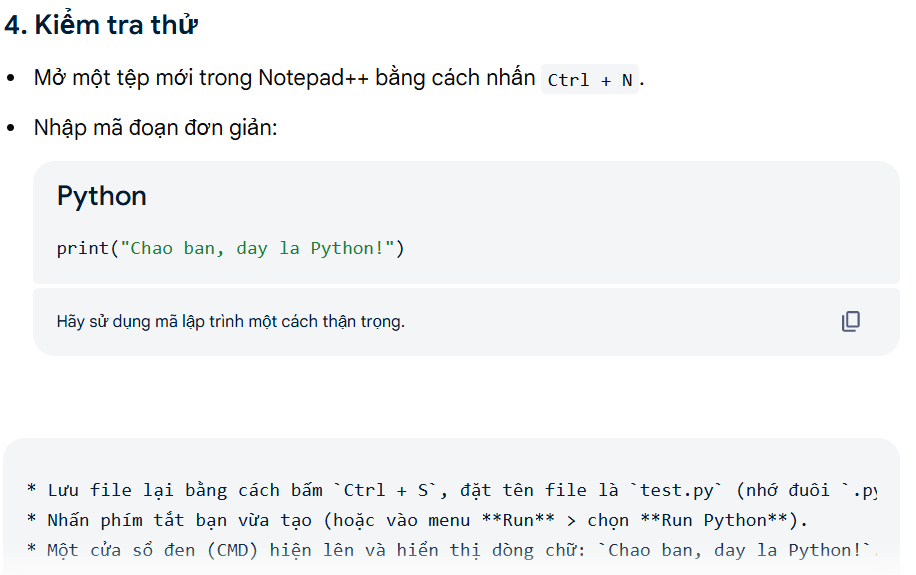 4. Kiểm tra thử
• Mở một tệp mới trong Notepad++ bằng cách nhấn Ctrl + N.
• Nhập mã đoạn đơn giản:
Python
print("Chao ban, day la Python!")
Hãy sử dụng mã lập trình một cách thận trọng.
* Lưu file lại bằng cách bấm `Ctrl + S`, đặt tên file là `test.py` (nhớ đuôi `.py
* Nhấn phím tắt bạn vừa tạo (hoặc vào menu **Run** > chọn **Run Python**).
* Một cửa sổ đen (CMD) hiện lên và hiển thị dòng chữ: `Chao ban, day la Python!`.